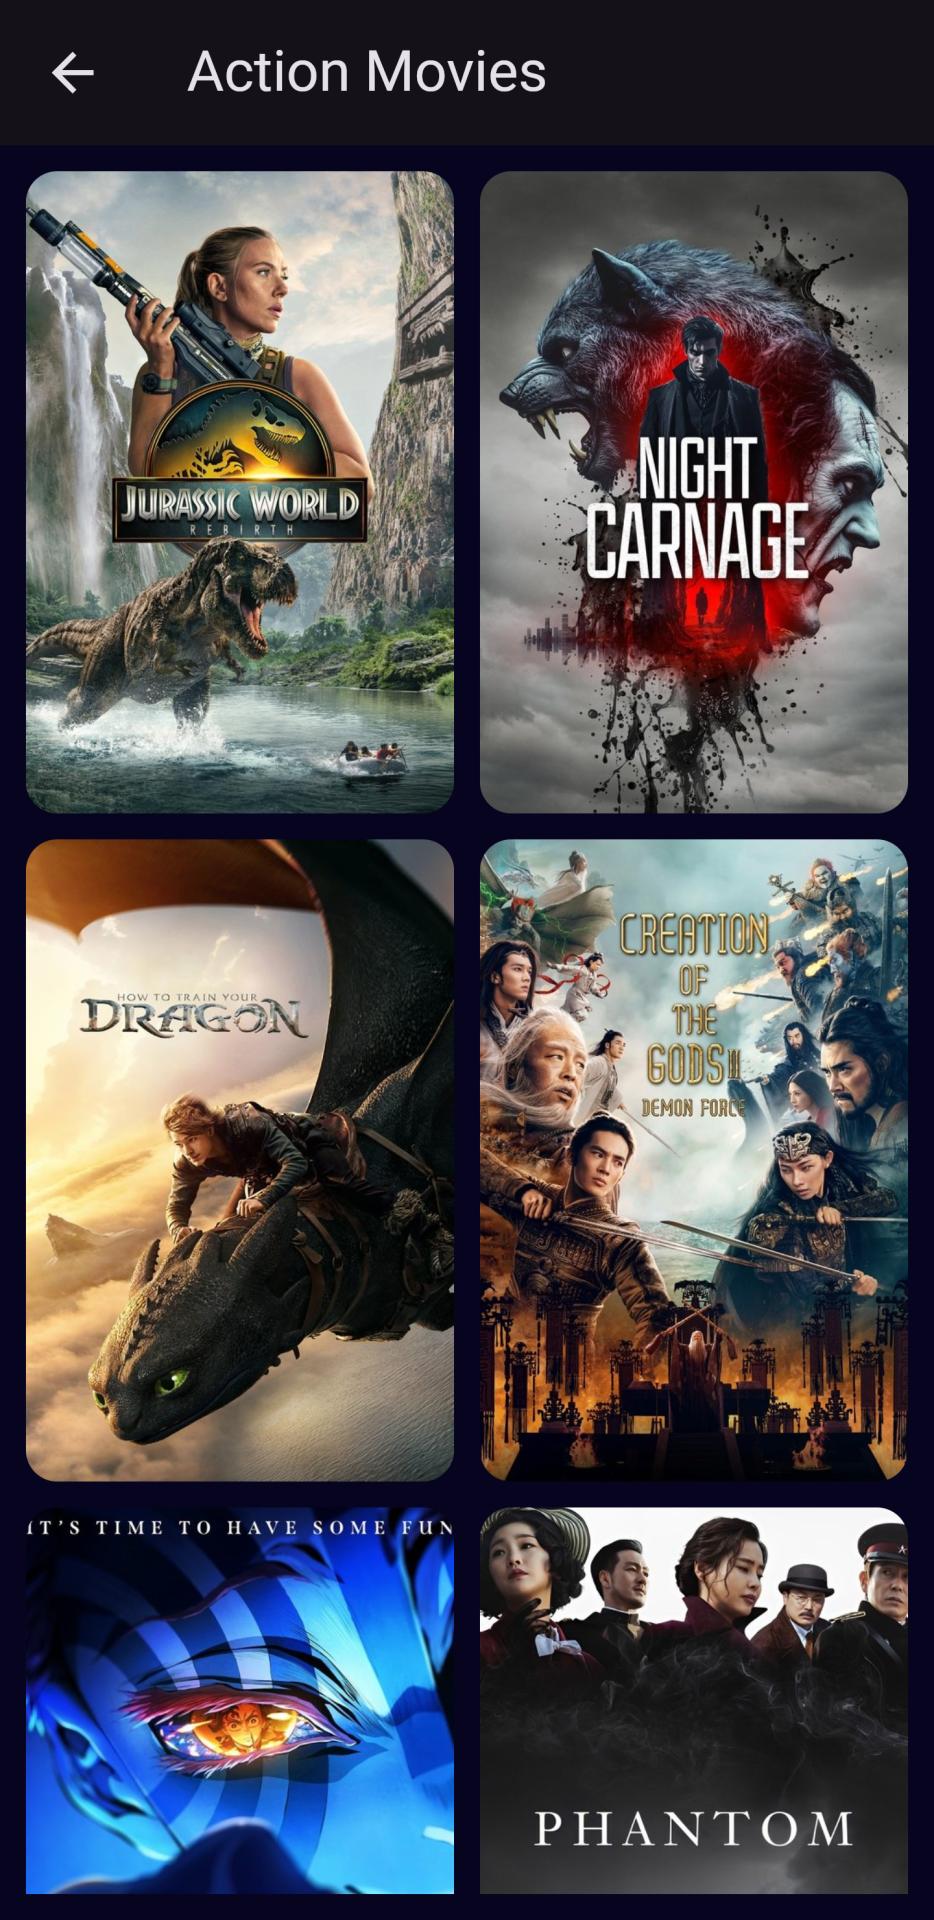 Action Movies
JURASSIC WORLD
REBIRTH
NIGHT
CARNAGE
HOW TO TRAIN YOUR
DRAGON
CREATION
OF
THE
GODS II
DEMON FORCE
IT'S TIME TO HAVE SOME FUN
PHANTOM